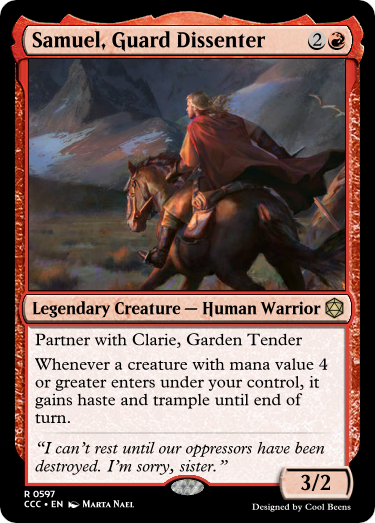 Samuel, Guard Dissenter 2
Legendary Creature — Human Warrior
Partner with Clarie, Garden Tender
Whenever a creature with mana value 4
or greater enters under your control, it
gains haste and trample until end of
turn.
“I can't rest until our oppressors have been
destroyed. I'm sorry, sister.”
3/2
R 0597
CCC • EN Marta Nael
Designed by Cool Beens